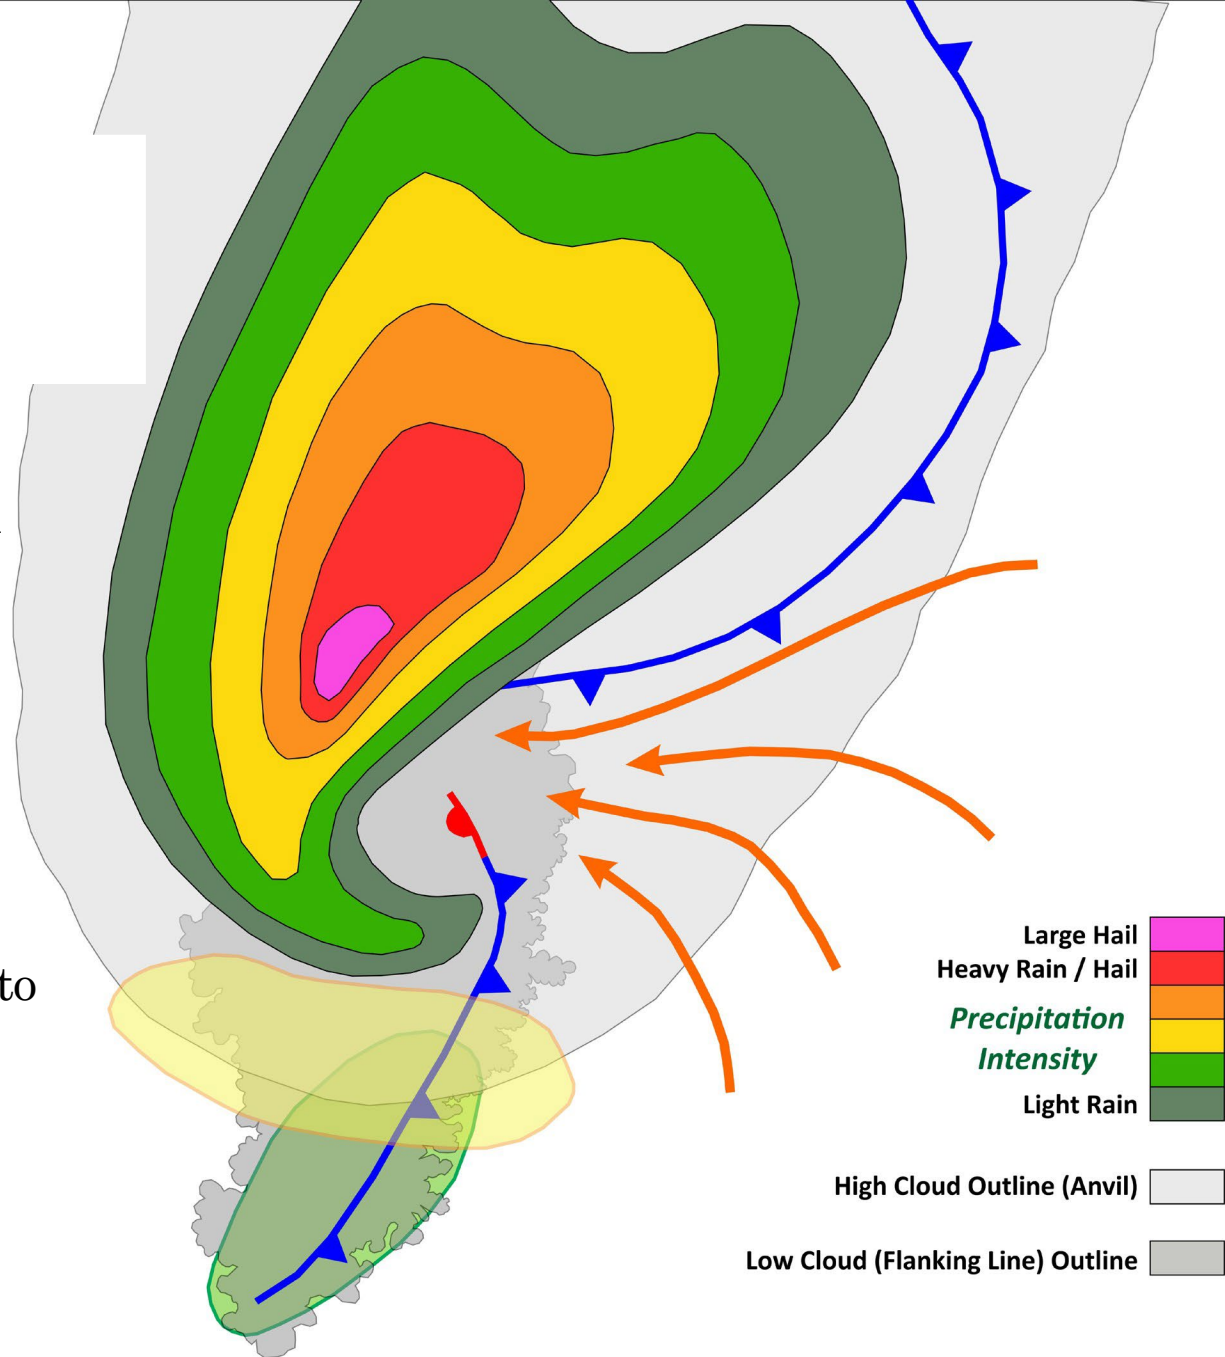 to
Large Hail
Heavy Rain / Hail
Precipitation
Intensity
Light Rain
High Cloud Outline (Anvil)
Low Cloud (Flanking Line) Outline